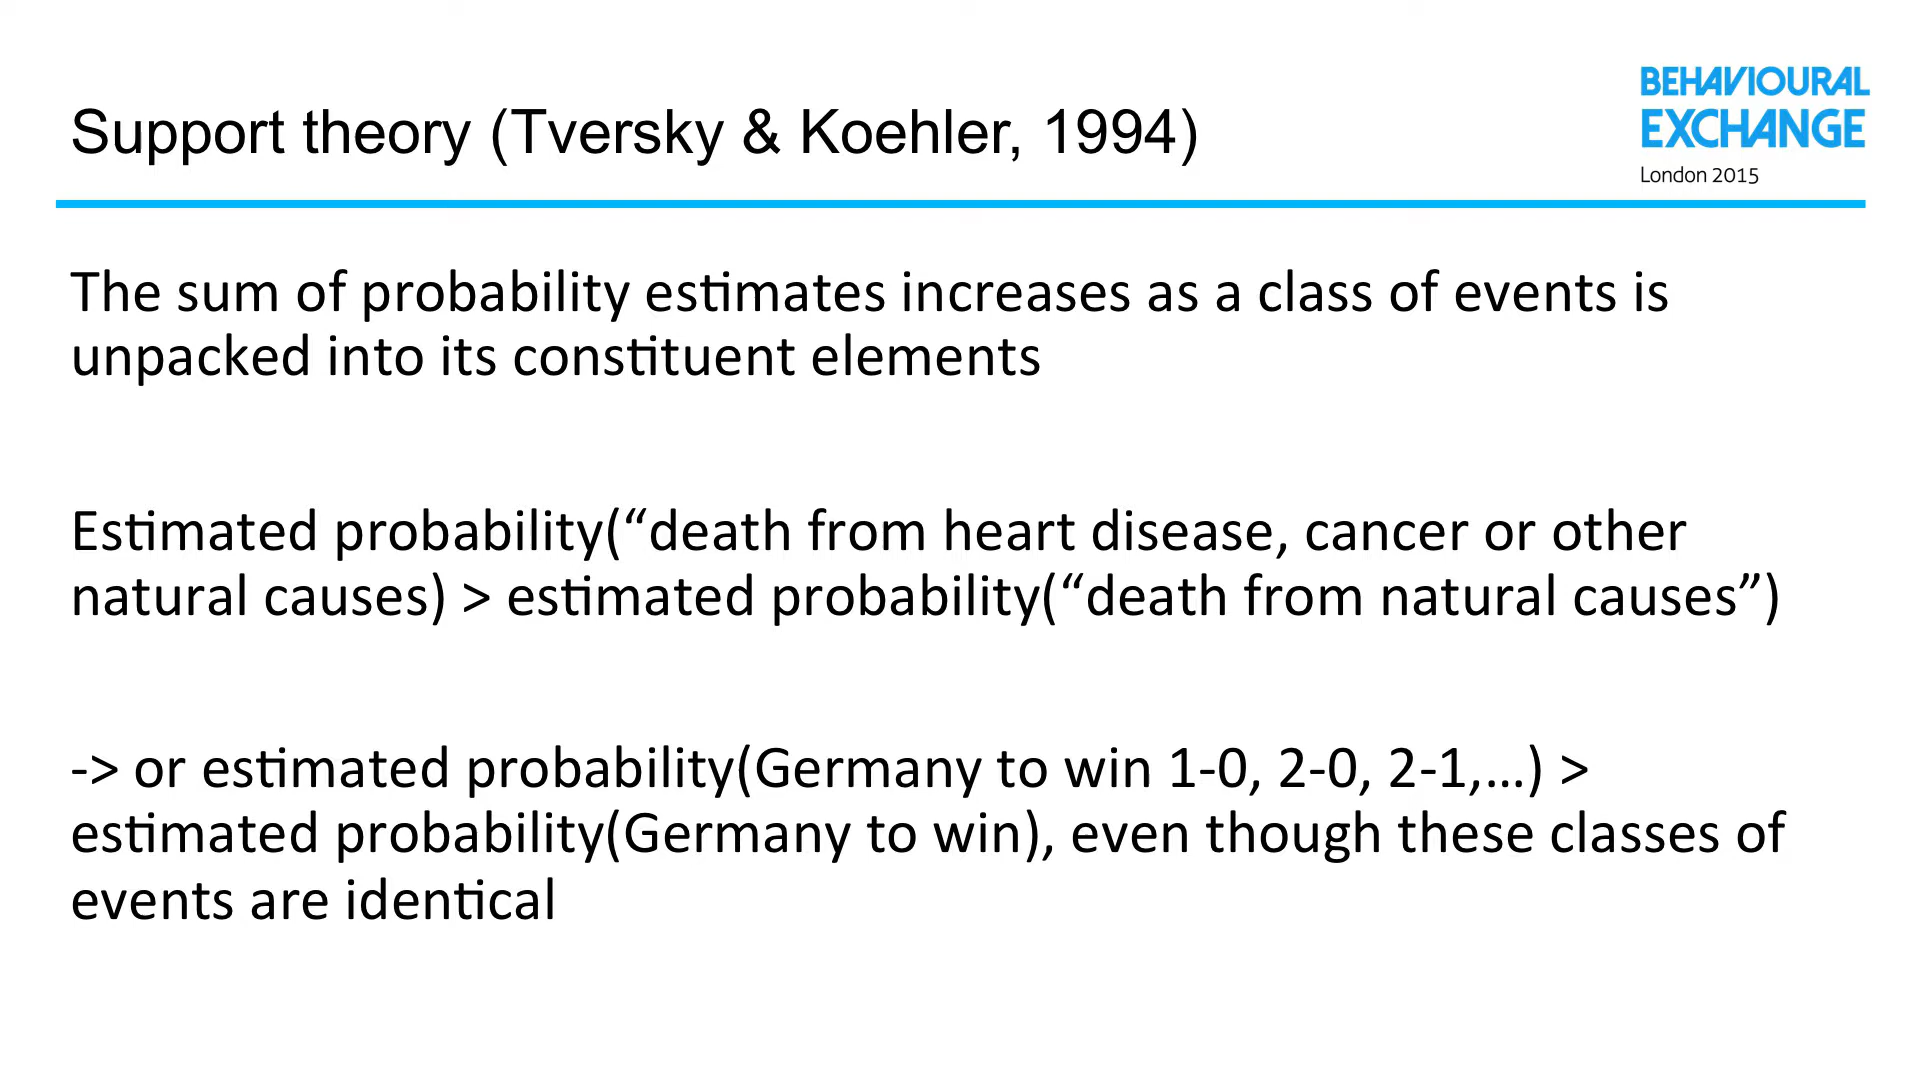 BEHAVIOURAL
EXCHANGE
London 2015
Support theory (Tversky & Koehler, 1994)
The sum of probability estimates increases as a class of events is
unpacked into its constituent elements
Estimated probability(“death from heart disease, cancer or other
natural causes) > estimated probability(“death from natural causes”)
-> or estimated probability(Germany to win 1-0, 2-0, 2-1,…) >
estimated probability(Germany to win), even though these classes of
events are identical